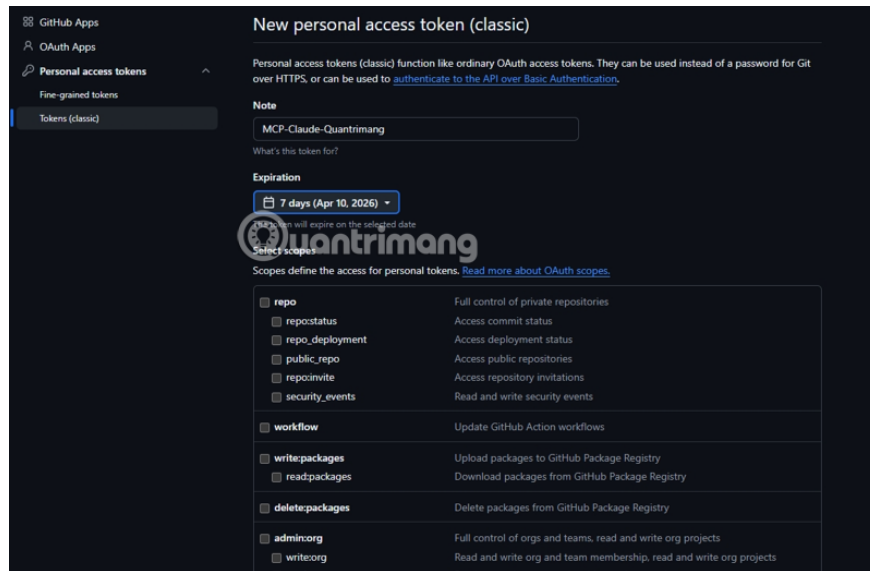 GitHub Apps
OAuth Apps
Personal access tokens
Fine-grained tokens
Tokens (classic)
New personal access token (classic)
Personal access tokens (classic) function like ordinary OAuth access tokens. They can be used instead of a password for Git
over HTTPS, or can be used to authenticate to the API over Basic Authentication.
Note
MCP-Claude-Quantrimang
What's this token for?
Expiration
7 days (Apr 10, 2026)
The token will expire on the selected date
Quantrimang
Select scopes
Scopes define the access for personal tokens. Read more about OAuth scopes.
repo Full control of private repositories
repo:status Access commit status
repo_deployment Access deployment status
public_repo Access public repositories
repo:invite Access repository invitations
security_events Read and write security events
workflow Update GitHub Action workflows
write:packages Upload packages to GitHub Package Registry
read:packages Download packages from GitHub Package Registry
delete:packages Delete packages from GitHub Package Registry
admin:org Full control of orgs and teams, read and write org projects
write:org Read and write org and team membership, read and write org projects